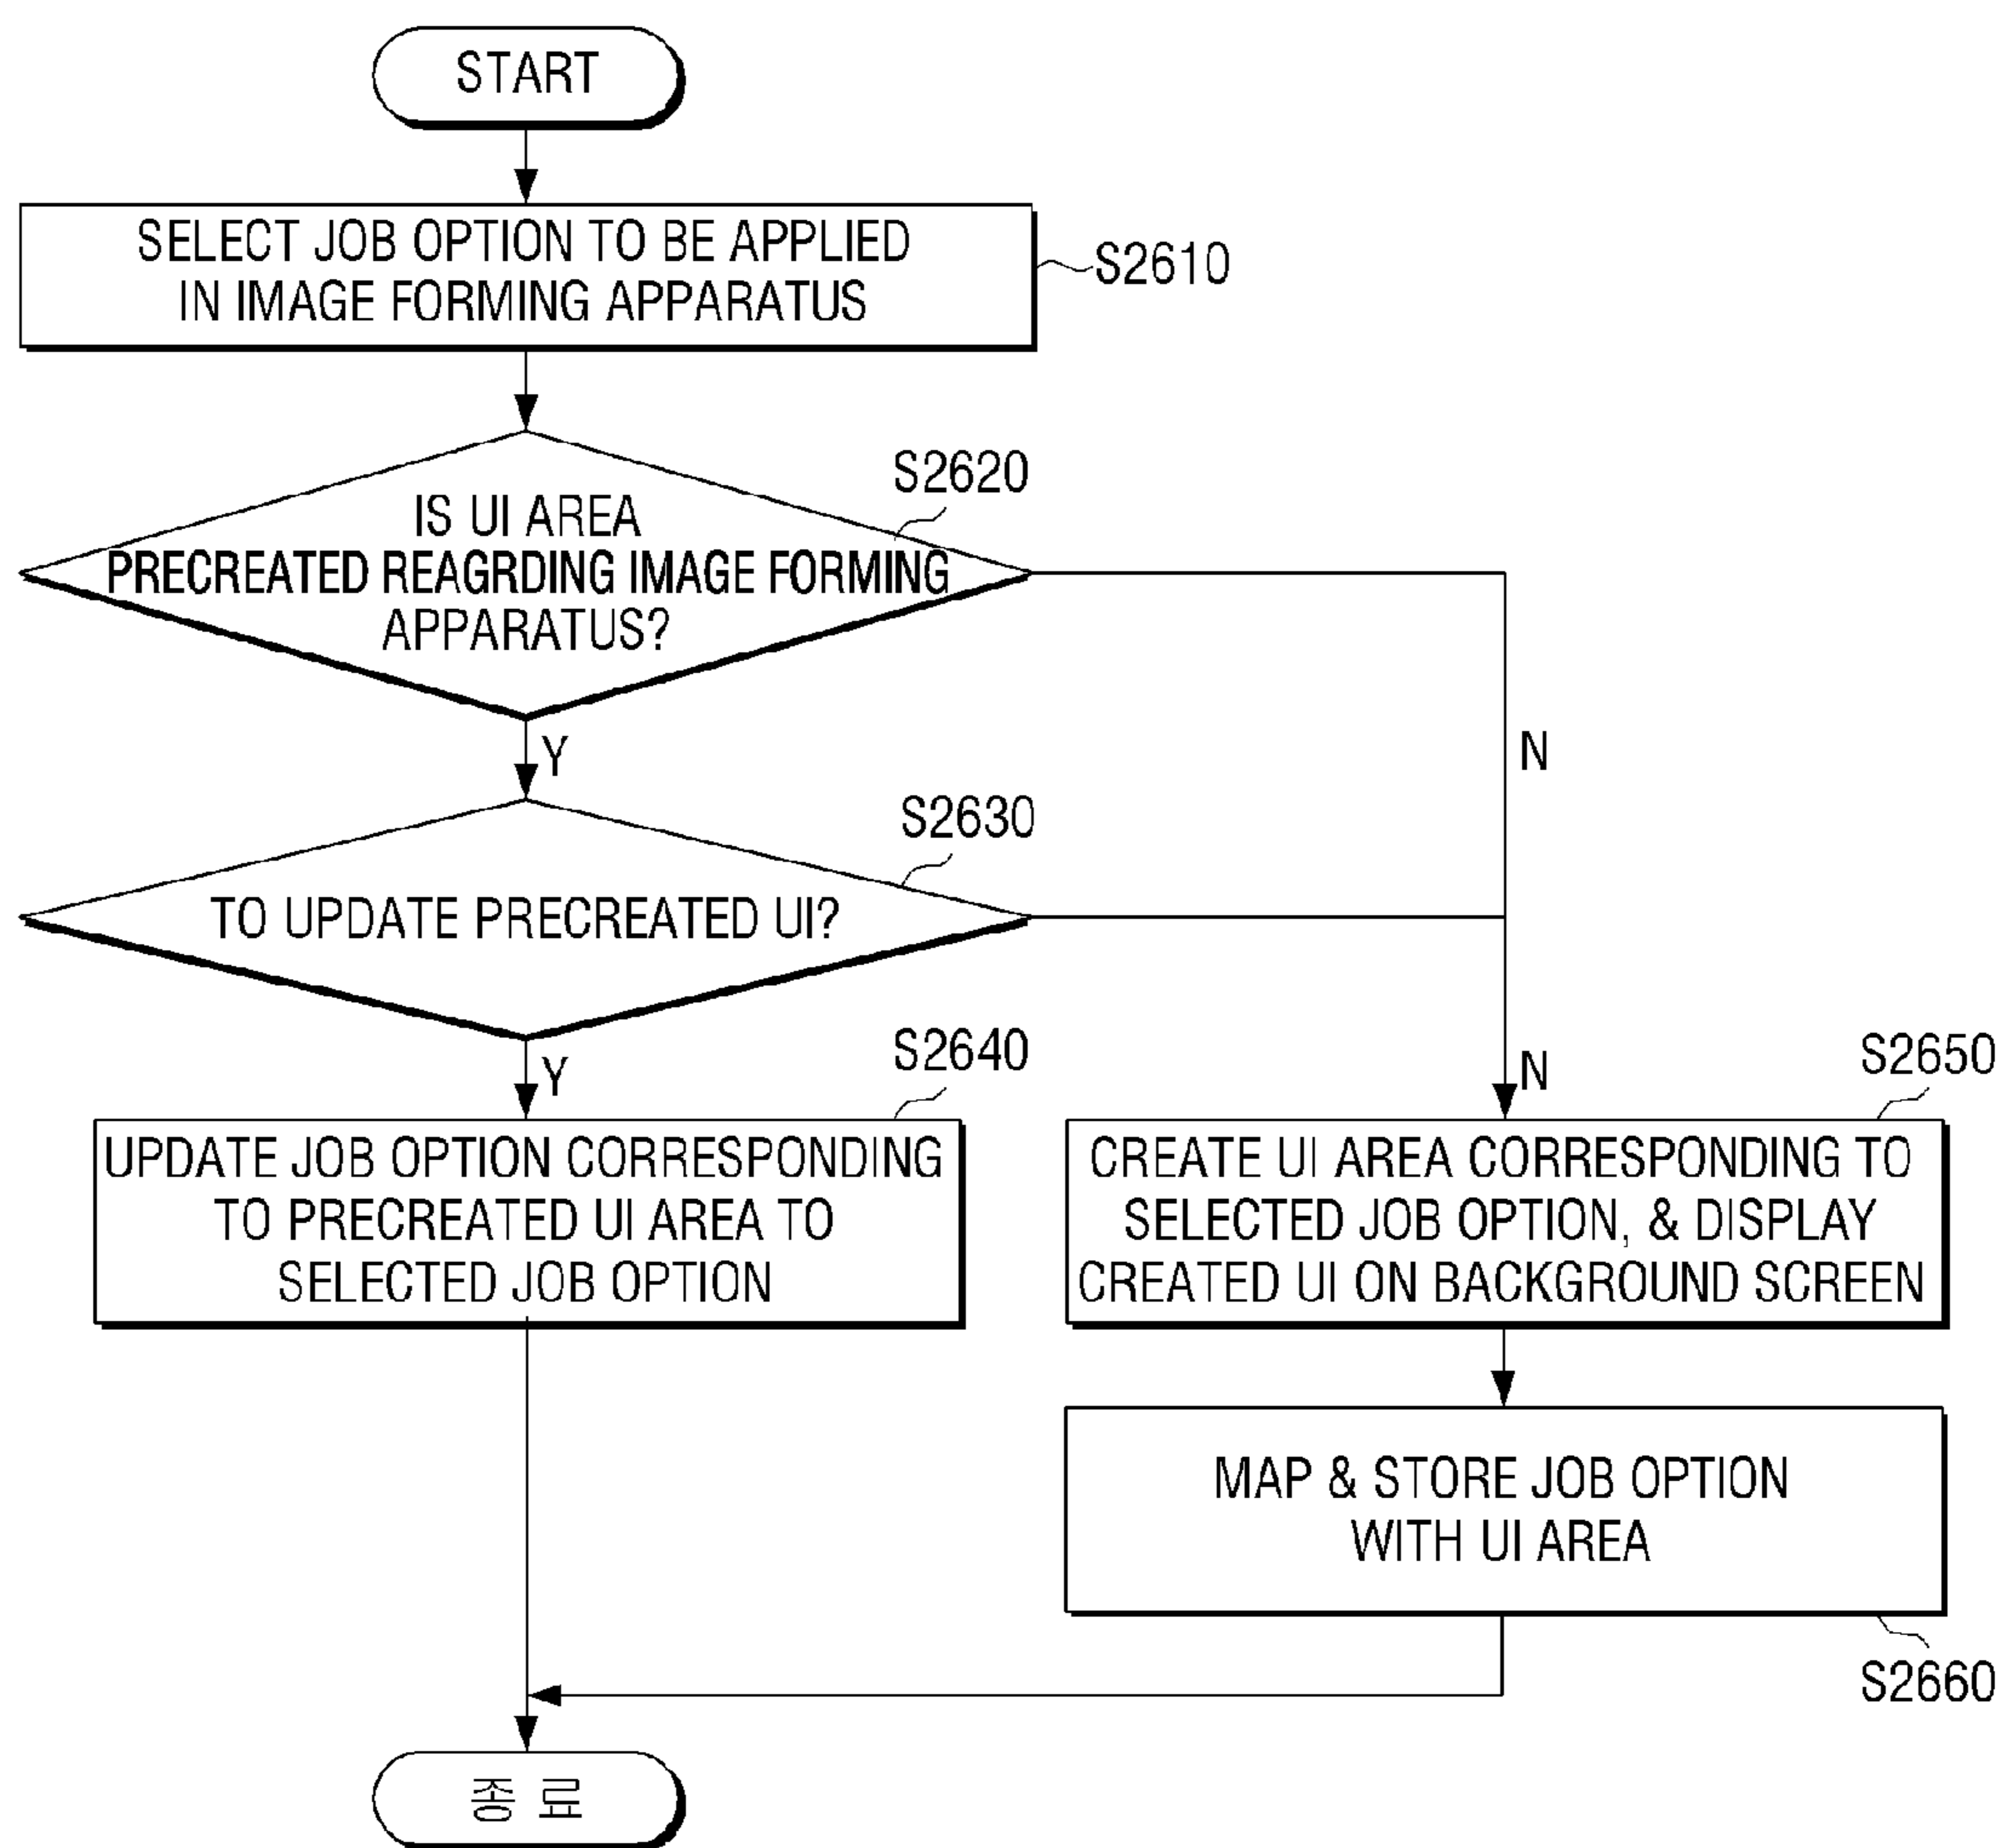 START
SELECT JOB OPTION TO BE APPLIED
IN IMAGE FORMING APPARATUS
S2610
S2620
IS UI AREA
PRECREATED REAGRDING IMAGE FORMING
APPARATUS?
Y
N
S2630
TO UPDATE PRECREATED UI?
Y
N
S2640
UPDATE JOB OPTION CORRESPONDING
TO PRECREATED UI AREA TO
SELECTED JOB OPTION
S2650
CREATE UI AREA CORRESPONDING TO
SELECTED JOB OPTION, & DISPLAY
CREATED UI ON BACKGROUND SCREEN
MAP & STORE JOB OPTION
WITH UI AREA
S2660
종 료